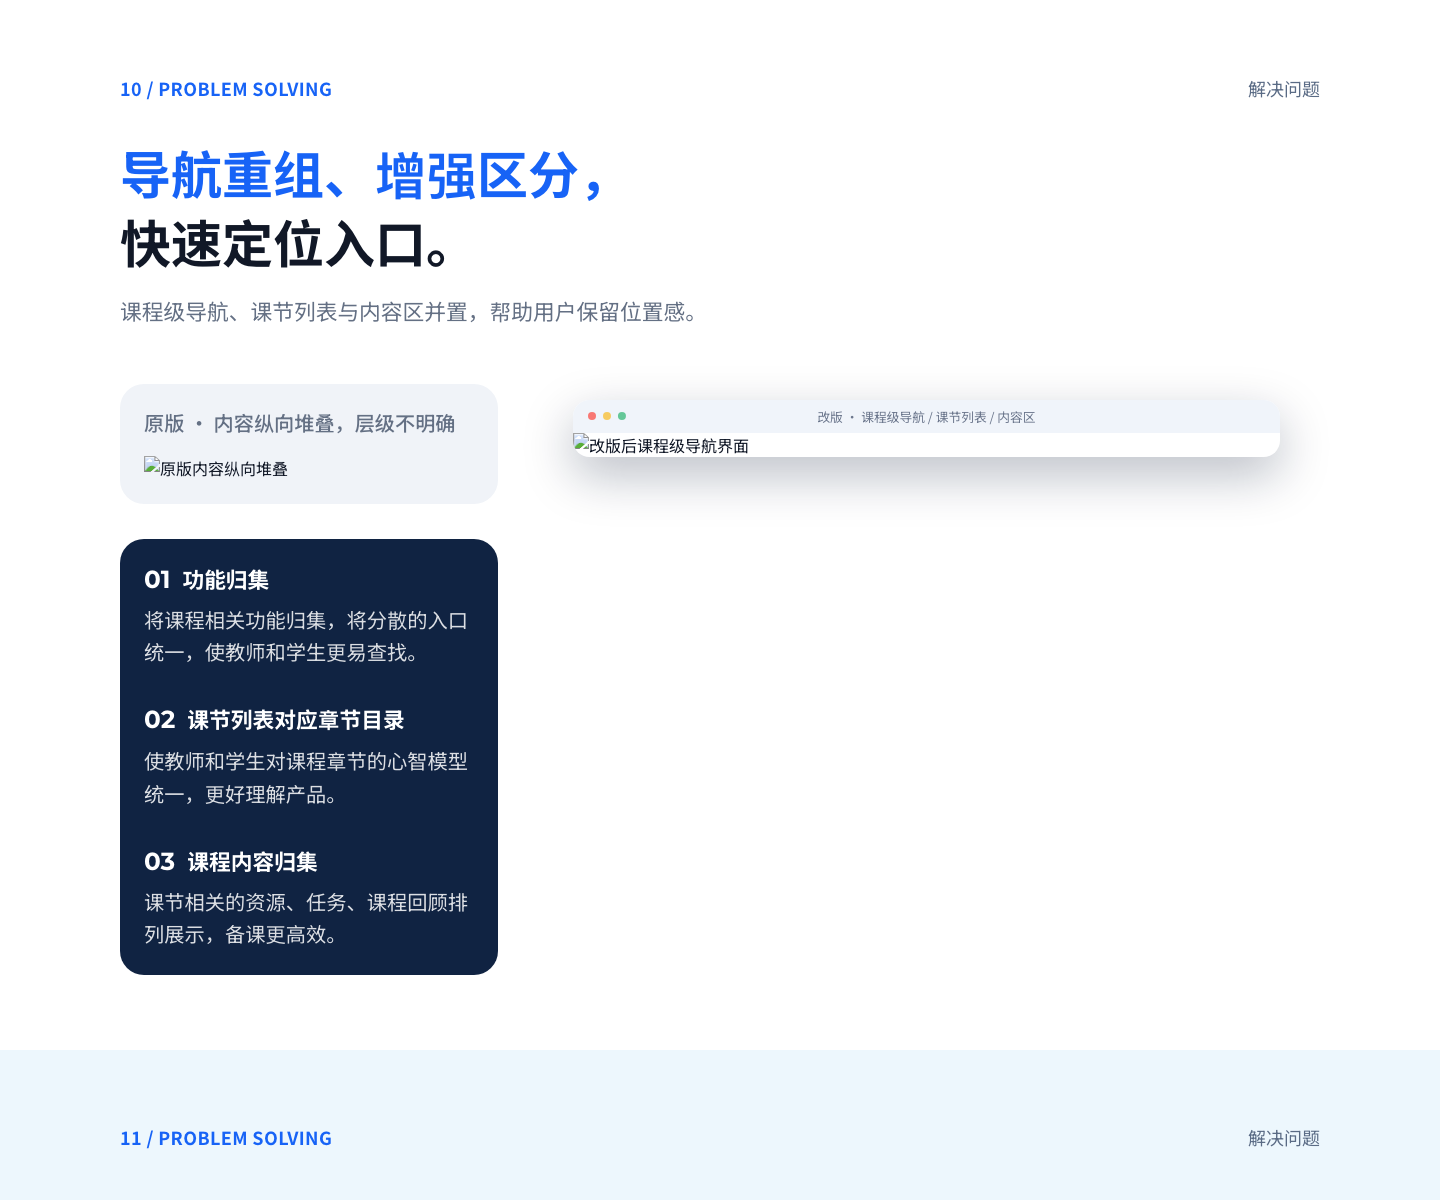 10 / PROBLEM SOLVING
解决问题
导航重组、增强区分，
快速定位入口。
课程级导航、课节列表与内容区并置，帮助用户保留位置感。
原版 · 内容纵向堆叠，层级不明确
原版内容纵向堆叠
改版 · 课程级导航 / 课节列表 / 内容区
改版后课程级导航界面
01 功能归集
将课程相关功能归集，将分散的入口
统一，使教师和学生更易查找。
02 课节列表对应章节目录
使教师和学生对课程章节的心智模型
统一，更好理解产品。
03 课程内容归集
课节相关的资源、任务、课程回顾排
列展示，备课更高效。
11 / PROBLEM SOLVING
解决问题